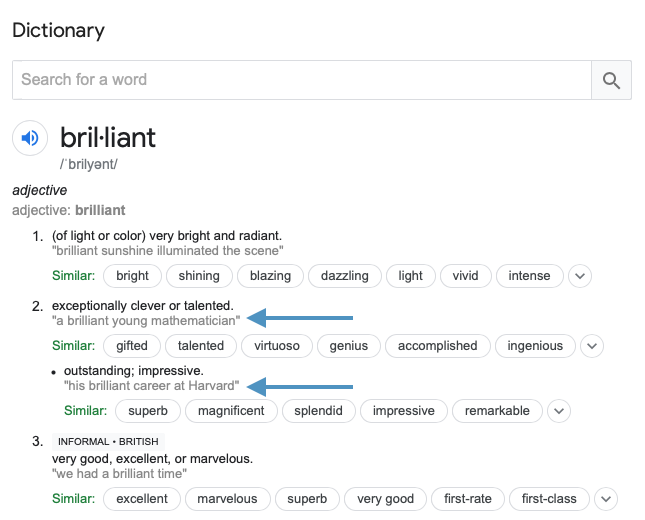 Dictionary
Search for a word
bril·liant
/ˈbrilyənt/
adjective
adjective: brilliant
1. (of light or color) very bright and radiant.
"brilliant sunshine illuminated the scene"
Similar: bright shining blazing dazzling light vivid intense
2. exceptionally clever or talented.
"a brilliant young mathematician"
Similar: gifted talented virtuoso genius accomplished ingenious
• outstanding; impressive.
"his brilliant career at Harvard"
Similar: superb magnificent splendid impressive remarkable
3. INFORMAL • BRITISH
very good, excellent, or marvelous.
"we had a brilliant time"
Similar: excellent marvelous superb very good first-rate first-class